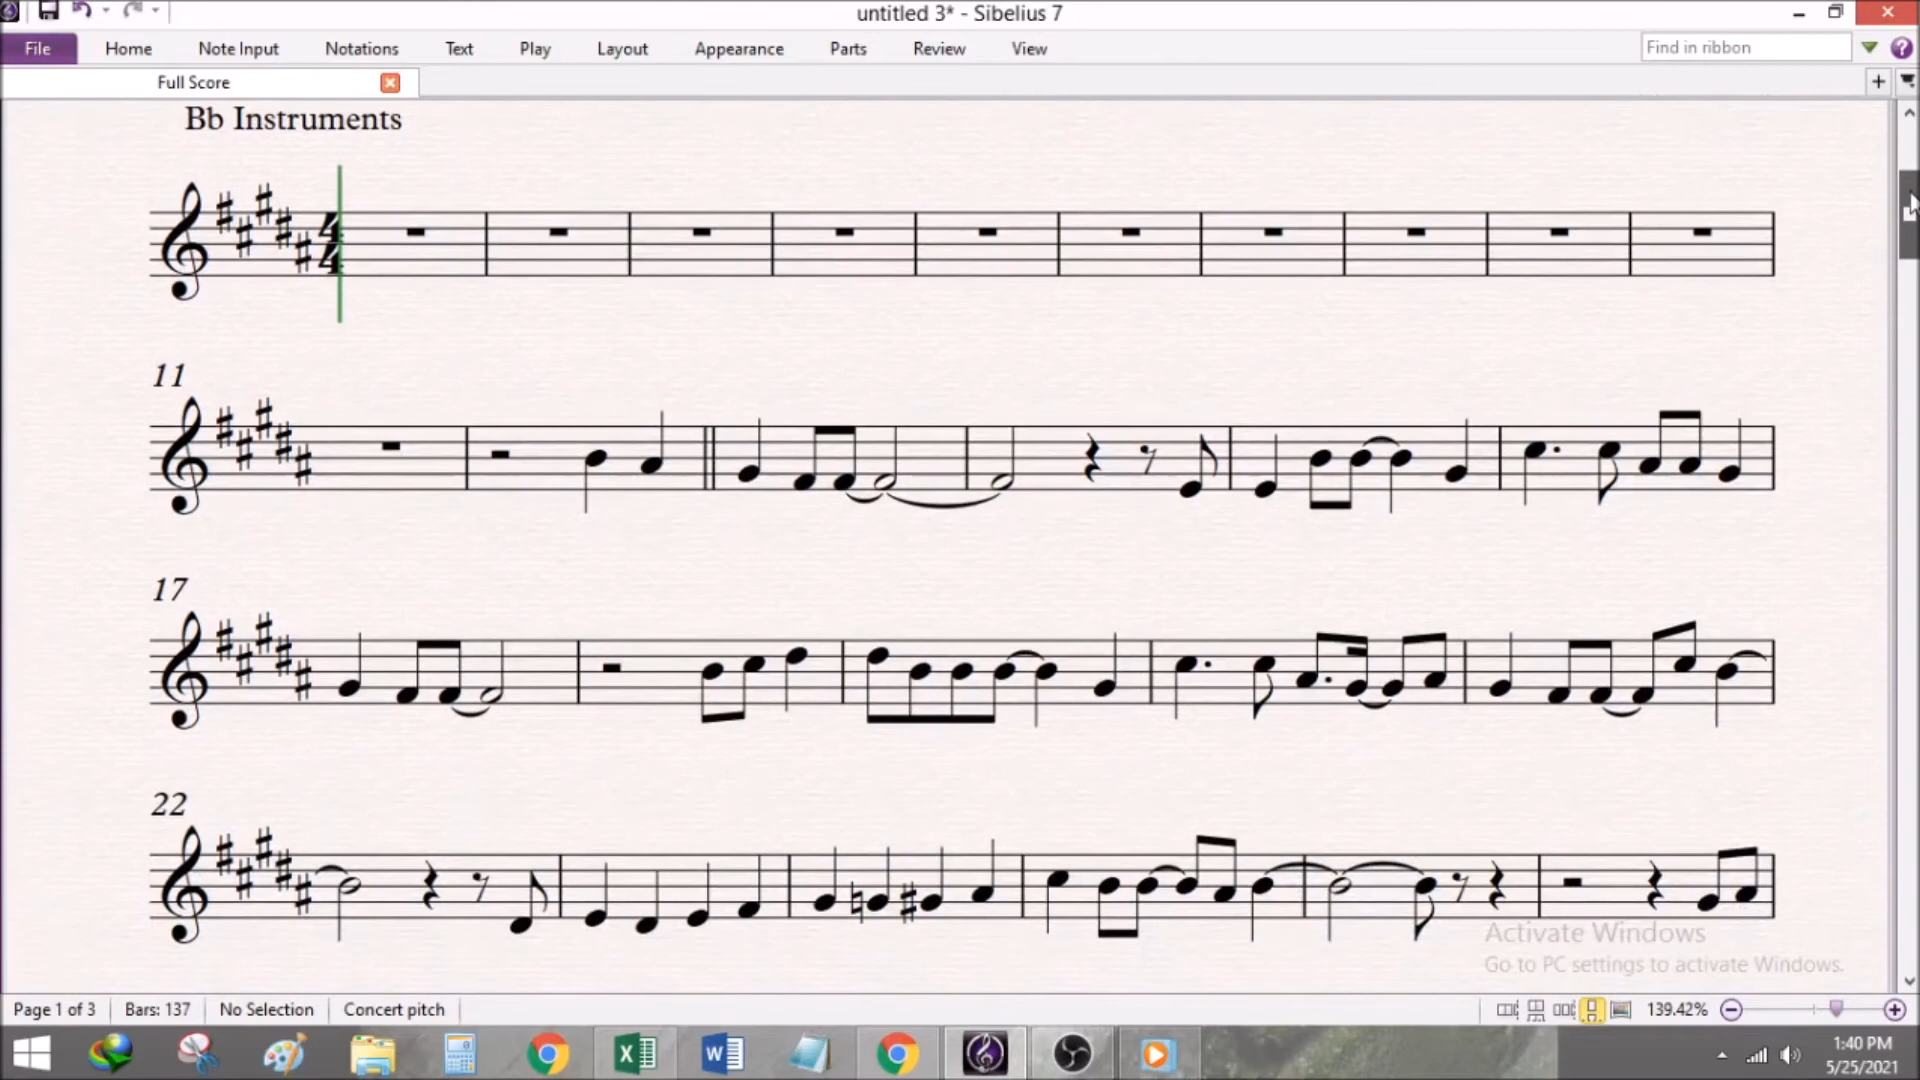 untitled 3* - Sibelius 7
File Home Note Input Notations Text Play Layout Appearance Parts Review View Find in ribbon
Full Score
Bb Instruments
4
4
11
17
22
Activate Windows
Go to PC settings to activate Windows.
Page 1 of 3 Bars: 137 No Selection Concert pitch 139.42%
1:40 PM
5/25/2021